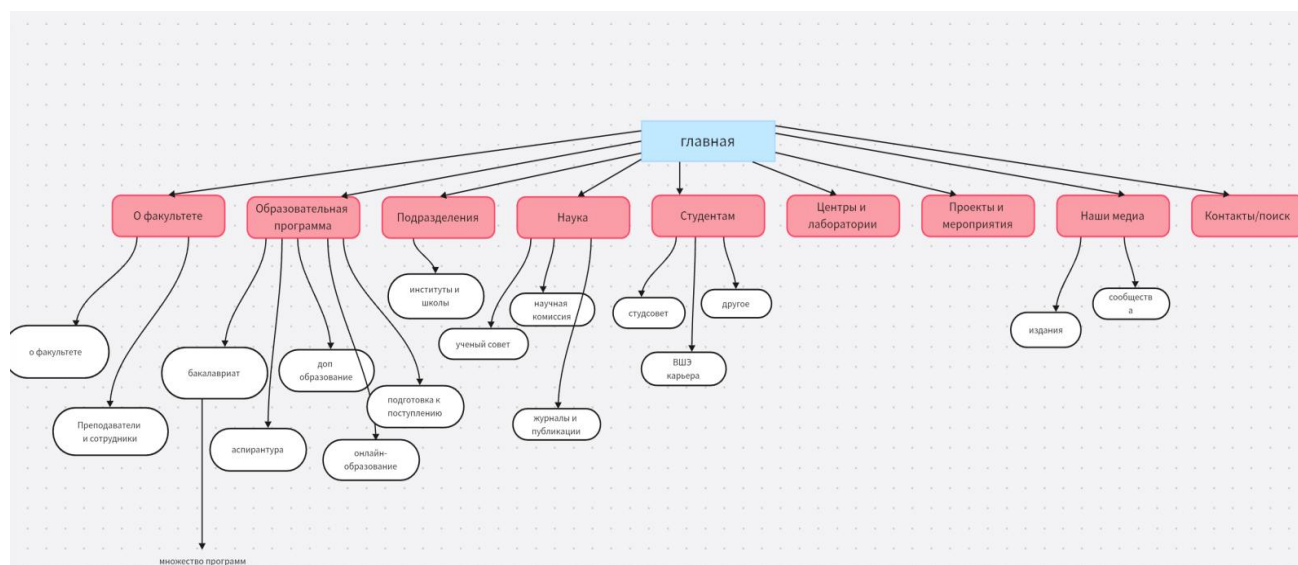 главная
О факультете
Образовательная
программа
Подразделения
Наука
Студентам
Центры и
лаборатории
Проекты и
мероприятия
Наши медиа
Контакты/поиск
институты и
школы
научная
комиссия
ученый совет
студсовет
другое
сообществ
а
издания
о факультете
бакалавриат
доп
образование
ВШЭ
карьера
подготовка к
поступлению
Преподаватели
и сотрудники
аспирантура
онлайн-
образование
журналы и
публикации
множество программ